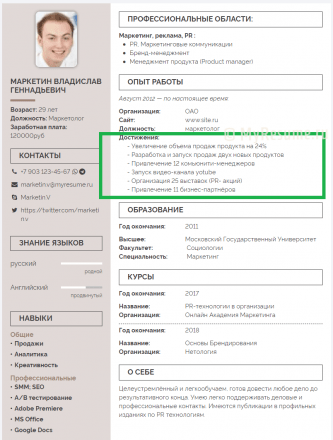 МАРКЕТИН ВЛАДИСЛАВ
ГЕННАДЬЕВИЧ
Возраст: 29 лет
Должность: Маркетолог
Заработная плата:
120000руб
КОНТАКТЫ
+7 903 123-45-67
marketin.v@myresume.ru
Marketin.V
https://twitter.com/marketi
n.v
ЗНАНИЕ ЯЗЫКОВ
русский
родной
Английский
продвинутый
НАВЫКИ
Общие
• Продажи
• Аналитика
• Креативность
Профессиональные
• SMM; SEO
• A/B тестирование
• Adobe Premiere
• MS Office
• Google Docs
ПРОФЕССИОНАЛЬНЫЕ ОБЛАСТИ:
Маркетинг, реклама, PR :
• PR, Маркетинговые коммуникации
• Бренд-менеджмент
• Менеджмент продукта (Product manager)
ОПЫТ РАБОТЫ
Август 2012 — по настоящее время
Организация: ОАО
Сайт: www.site.ru
Должность: маркетолог
Достижения:
- Увеличение объема продаж продукта на 24%
- Разработка и запуск продаж двух новых продуктов
- Привлечение 12 комьюнити-менеджеров
- Запуск видео-канала yotube
- Организация 25 выставок (PR- акций)
- Привлечение 11 бизнес-партнёров
ОБРАЗОВАНИЕ
Год окончания: 2011
Высшее: Московский Государственный Университет
Факультет: Социологии
Специальность: Маркетинг
КУРСЫ
Год окончания: 2017
Название: PR-технологии в организации
Организация: Онлайн Академия Маркетинга
Год окончания: 2018
Название: Основы Брендирования
Организация: Нетология
О СЕБЕ
Целеустремлённый и легкообучаем, готов довести любое дело до
результативного конца. Умею легко поддерживать деловые и
профессиональные контакты. Имеются публикации в профильных
изданиях по PR технологиям